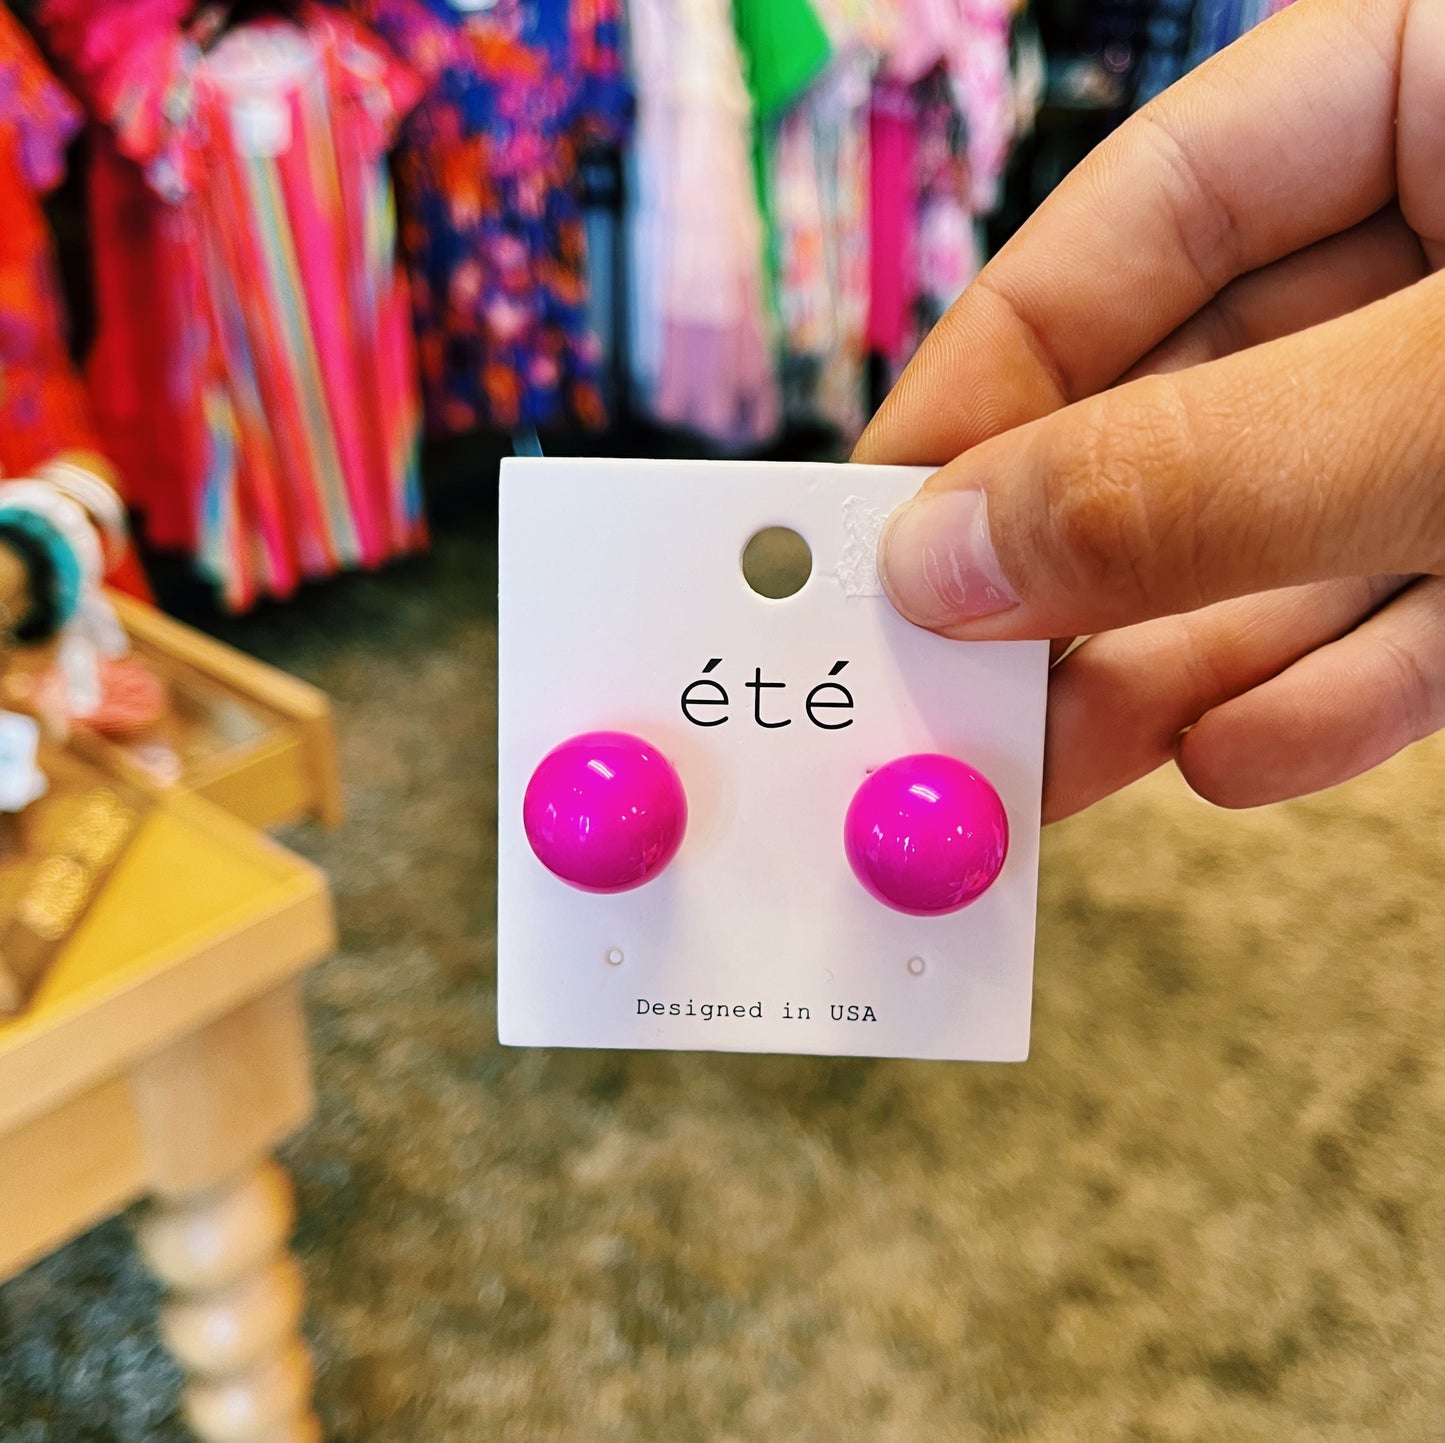 été
Designed in USA